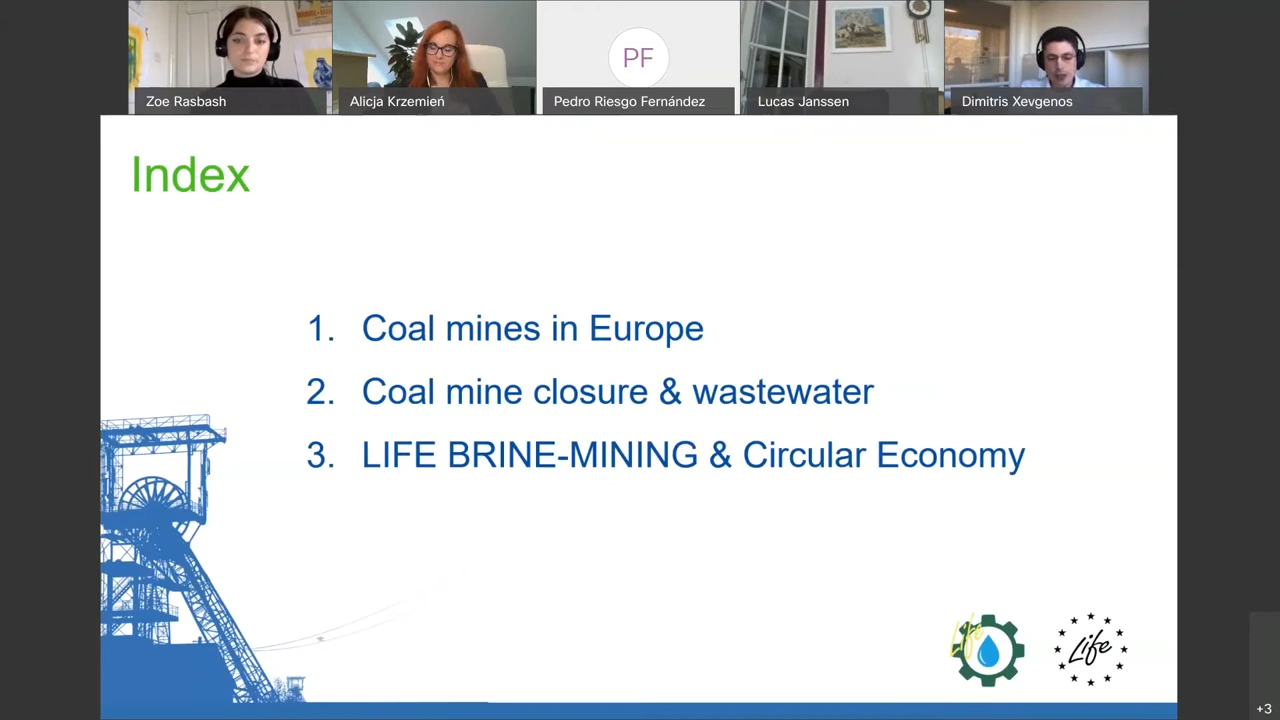 Zoe Rasbash
Alicja Krzemień
PF
Pedro Riesgo Fernández
Lucas Janssen
Dimitris Xevgenos
Index
1. Coal mines in Europe
2. Coal mine closure & wastewater
3. LIFE BRINE-MINING & Circular Economy
Life
Life
+3